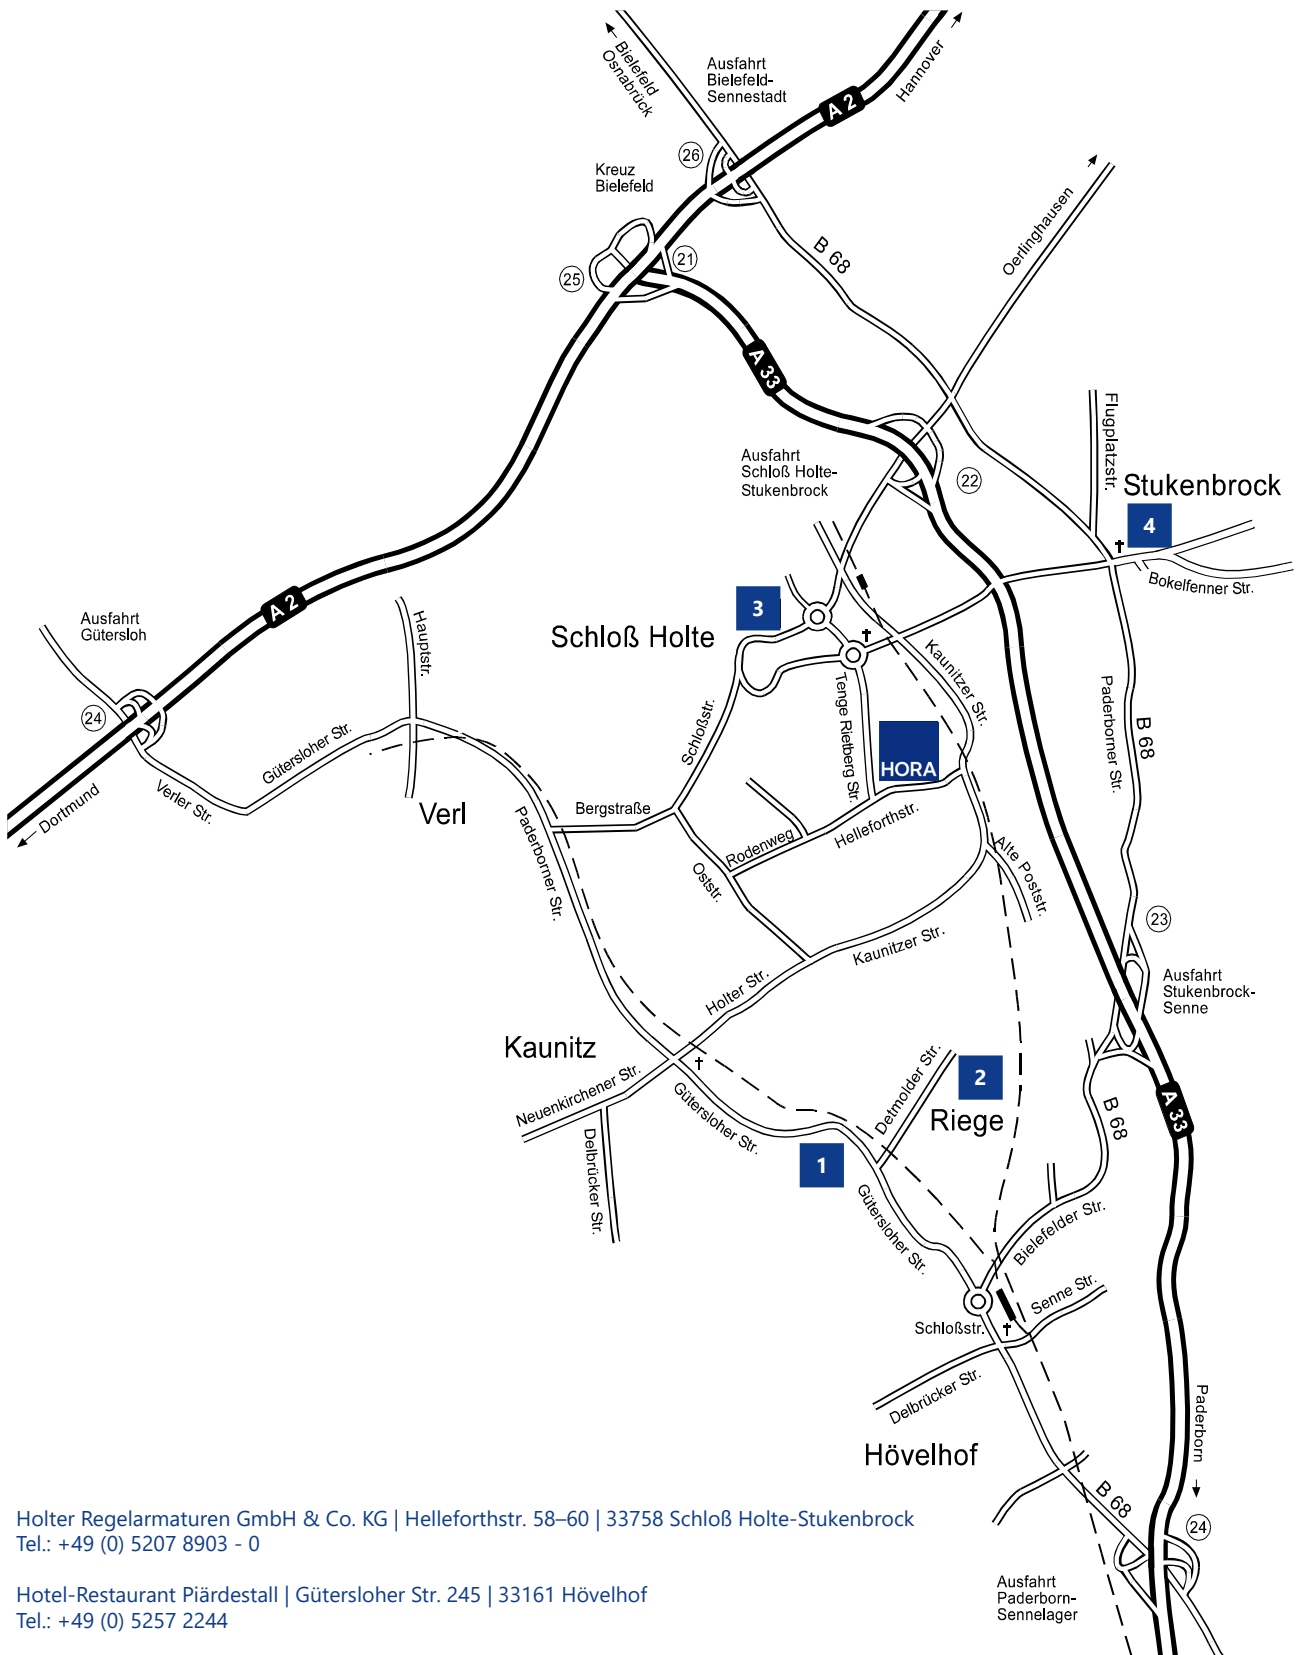 Bielefeld
Osnabrück
Ausfahrt
Bielefeld-
Sennestadt
A 2
Hannover
26
Kreuz
Bielefeld
21
25
B 68
Oerlinghausen
A 33
Flugplatzstr.
Ausfahrt
Schloß Holte-
Stukenbrock
22
Stukenbrock
4
Bokelfenner Str.
3
Schloß Holte
A 2
Ausfahrt
Gütersloh
Hauptstr.
24
Gütersloher Str.
Verler Str.
Dortmund
Verl
Schloßstr.
Tenge Rietberg Str.
Kaunitzer Str.
HORA
Paderborner Str.
B 68
Bergstraße
Paderborner Str.
Rodenweg
Helleforthstr.
Oststr.
Alte Poststr.
Kaunitzer Str.
23
Ausfahrt
Stukenbrock-
Senne
Holter Str.
Kaunitz
Neuenkirchener Str.
Delbrücker Str.
Gütersloher Str.
Detmolder Str.
2
Riege
B 68
A 33
1
Gütersloher Str.
Bielefelder Str.
Senne Str.
Schloßstr.
Delbrücker Str.
Hövelhof
Paderborn
B 68
24
Ausfahrt
Paderborn-
Sennelager
Holter Regelarmaturen GmbH & Co. KG | Helleforthstr. 58–60 | 33758 Schloß Holte-Stukenbrock
Tel.: +49 (0) 5207 8903 - 0
Hotel-Restaurant Piärdestall | Gütersloher Str. 245 | 33161 Hövelhof
Tel.: +49 (0) 5257 2244